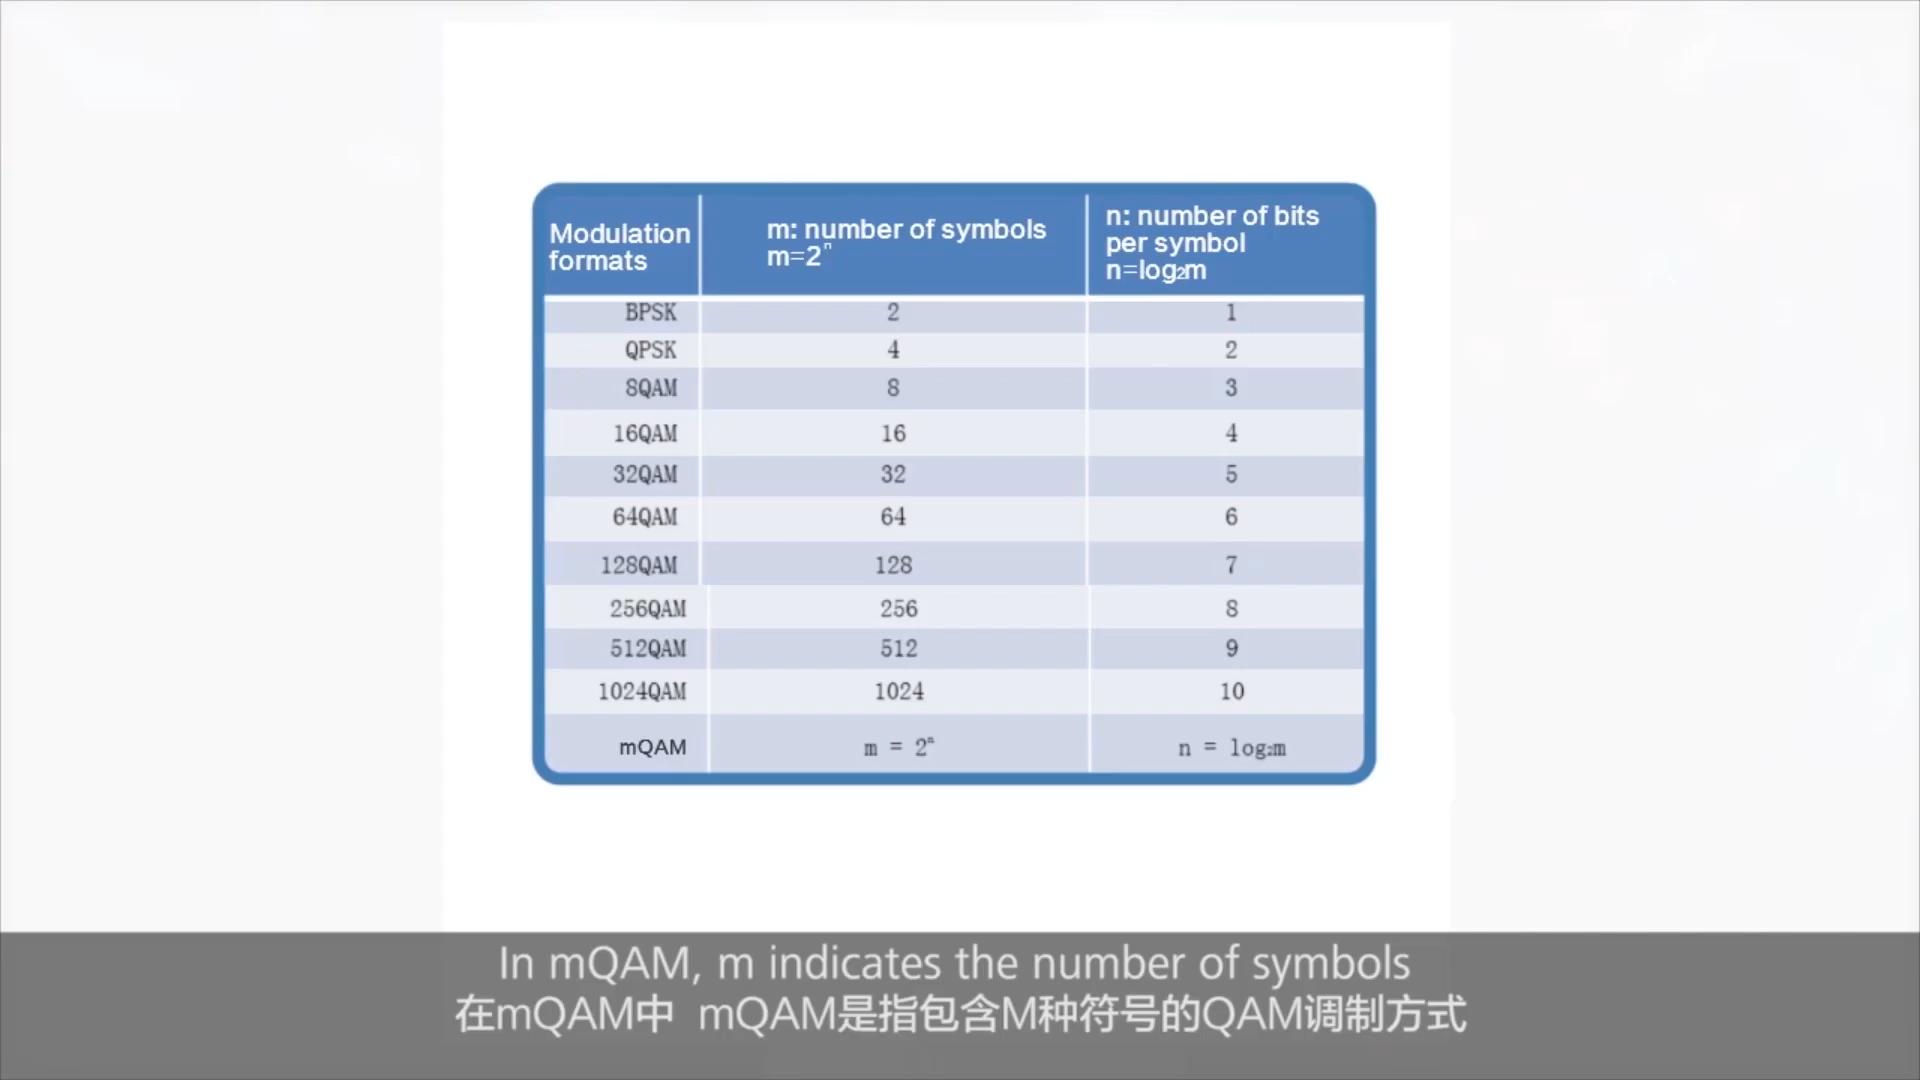 Modulation formats	m: number of symbols m=2ⁿ	n: number of bits per symbol n=log₂m
BPSK	2	1
QPSK	4	2
8QAM	8	3
16QAM	16	4
32QAM	32	5
64QAM	64	6
128QAM	128	7
256QAM	256	8
512QAM	512	9
1024QAM	1024	10
mQAM	m = 2ⁿ	n = log₂m
In mQAM, m indicates the number of symbols
在mQAM中 mQAM是指包含M种符号的QAM调制方式